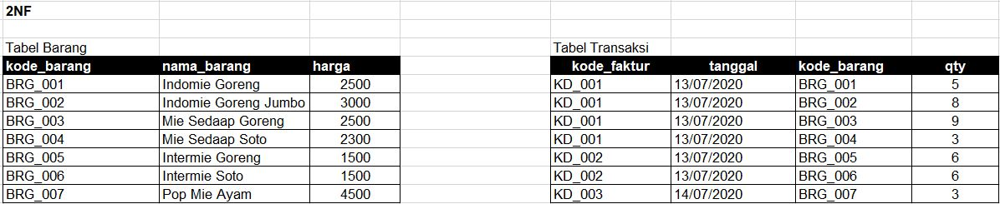 2NF
Tabel Barang Tabel Transaksi
kode_barang nama_barang harga kode_faktur tanggal kode_barang qty
BRG_001 Indomie Goreng 2500 KD_001 13/07/2020 BRG_001 5
BRG_002 Indomie Goreng Jumbo 3000 KD_001 13/07/2020 BRG_002 8
BRG_003 Mie Sedaap Goreng 2500 KD_001 13/07/2020 BRG_003 9
BRG_004 Mie Sedaap Soto 2300 KD_001 13/07/2020 BRG_004 3
BRG_005 Intermie Goreng 1500 KD_002 13/07/2020 BRG_005 6
BRG_006 Intermie Soto 1500 KD_002 13/07/2020 BRG_006 6
BRG_007 Pop Mie Ayam 4500 KD_003 14/07/2020 BRG_007 3